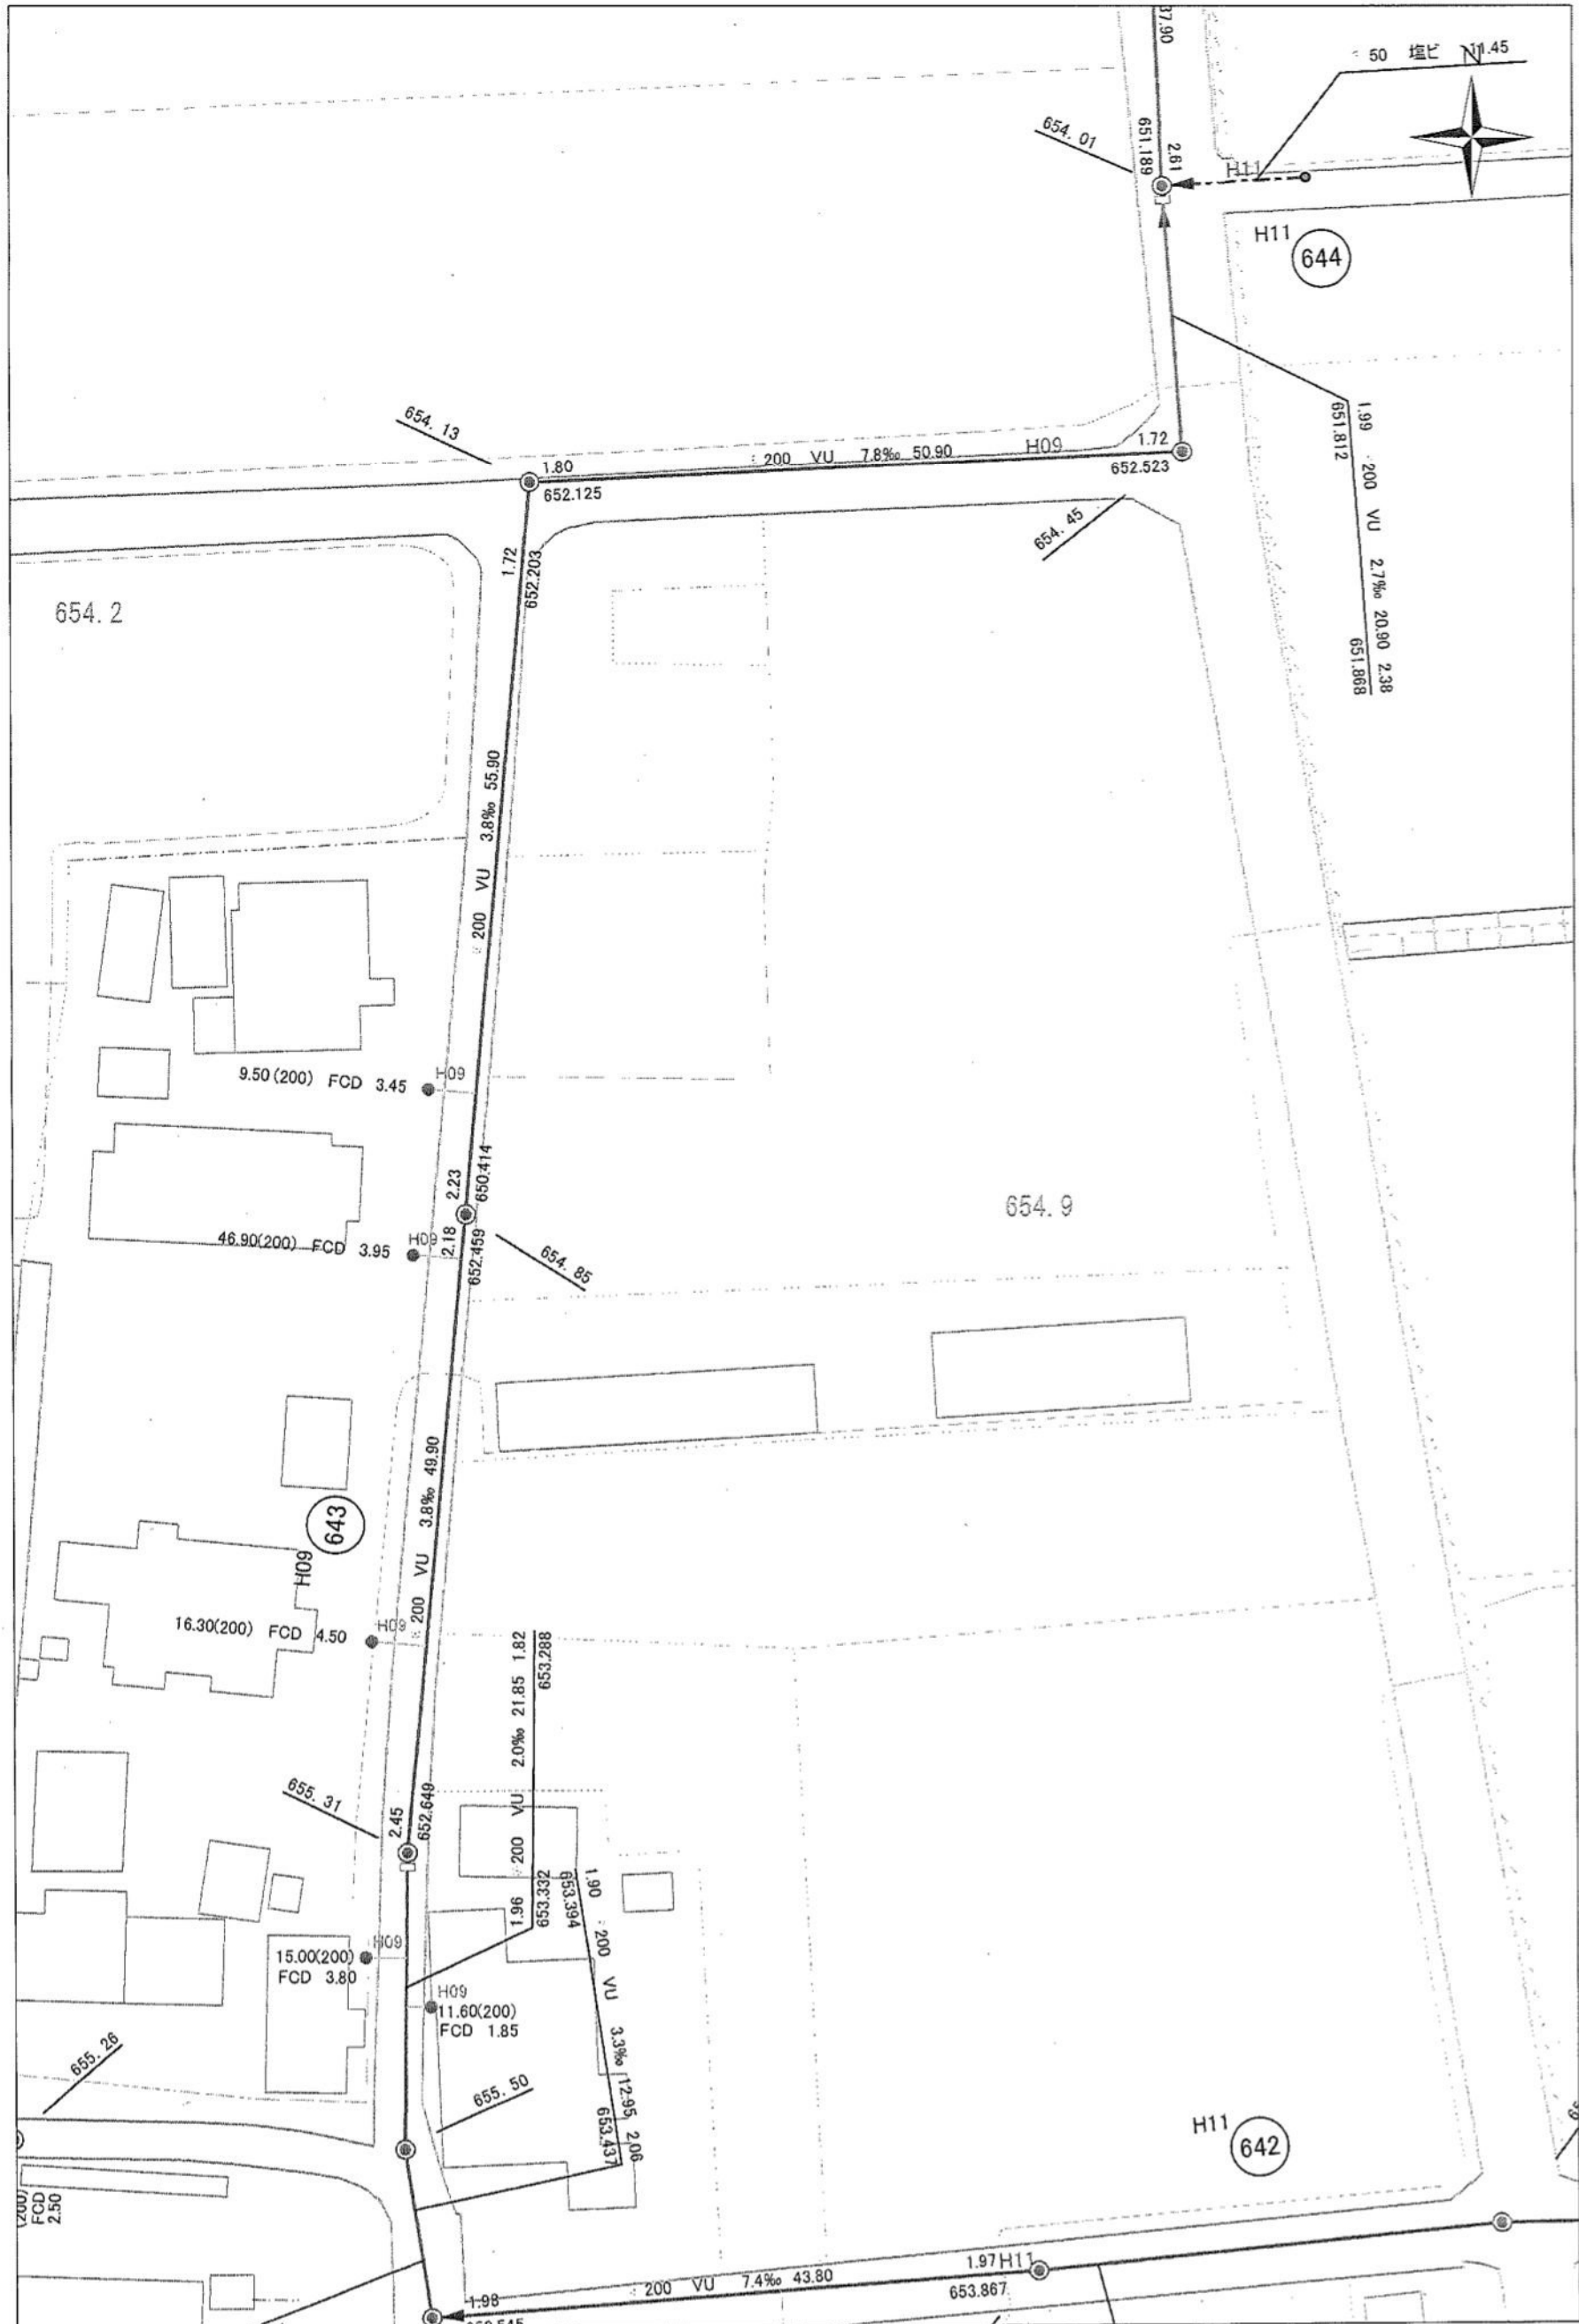 37.90
50 塩ビ 11.45
N
654. 01
651.189
2.61
H11
H11
644
1.99 200 VU 2.7‰ 20.90 2.38
651.812
651.868
654. 13
1.80
200 VU 7.8‰ 50.90
H09
1.72
652.125
652.523
654. 45
1.72
652.203
654. 2
200 VU 3.8‰ 55.90
9.50(200) FCD 3.45
H09
2.23
650.414
654. 9
46.90(200) FCD 3.95
H09
2.18
652.459
654. 85
200 VU 3.8‰ 49.90
643
H09
16.30(200) FCD 4.50
H09
1.96 200 VU 2.0‰ 21.85 1.82
653.332
653.288
655. 31
2.45
652.649
1.90 200 VU 3.3‰ 12.95 2.06
653.394
653.437
15.00(200)
FCD 3.80
H09
H09
11.60(200)
FCD 1.85
655. 26
655. 50
H11
642
(200)
FCD
2.50
1.97
H11
200 VU 7.4‰ 43.80
653.867
1.98